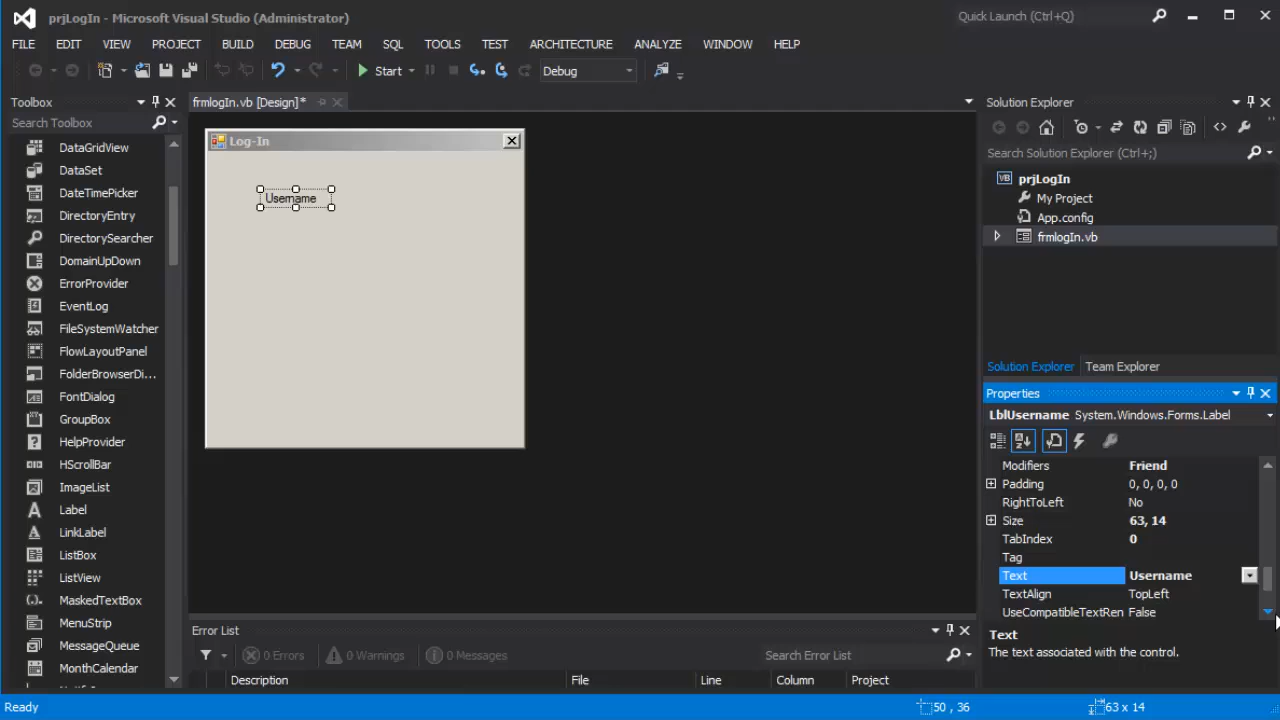 prjLogIn - Microsoft Visual Studio (Administrator)
Quick Launch (Ctrl+Q)
FILE EDIT VIEW PROJECT BUILD DEBUG TEAM SQL TOOLS TEST ARCHITECTURE ANALYZE WINDOW HELP
Start Debug
Toolbox
Search Toolbox
DataGridView
DataSet
DateTimePicker
DirectoryEntry
DirectorySearcher
DomainUpDown
ErrorProvider
EventLog
FileSystemWatcher
FlowLayoutPanel
FolderBrowserDi...
FontDialog
GroupBox
HelpProvider
HScrollBar
ImageList
Label
LinkLabel
ListBox
ListView
MaskedTextBox
MenuStrip
MessageQueue
MonthCalendar
frmlogIn.vb [Design]*
Log-In
Username
Error List
0 Errors 0 Warnings 0 Messages
Search Error List
Description File Line Column Project
Solution Explorer
Search Solution Explorer (Ctrl+;)
VB prjLogIn
My Project
App.config
frmlogIn.vb
Solution Explorer Team Explorer
Properties
LblUsername System.Windows.Forms.Label
Modifiers Friend
Padding 0, 0, 0, 0
RightToLeft No
Size 63, 14
TabIndex 0
Tag
Text Username
TextAlign TopLeft
UseCompatibleTextRen False
Text
The text associated with the control.
Ready
50 , 36
63 x 14